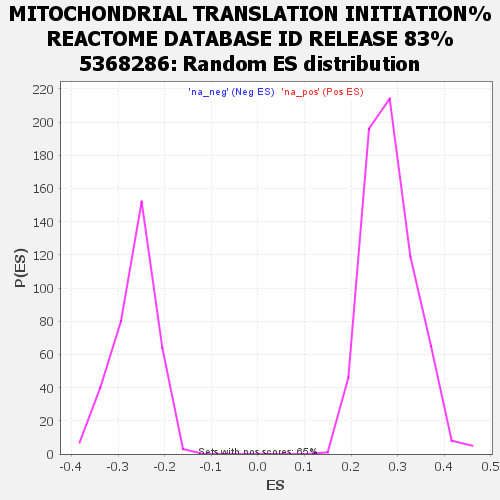 MITOCHONDRIAL TRANSLATION INITIATION%
REACTOME DATABASE ID RELEASE 83%
5368286: Random ES distribution
'na_neg' (Neg ES) 'na_pos' (Pos ES)
220
200
180
160
140
120
100
80
60
40
20
0
P(ES)
Sets with pos scores: 65%
-0.4 -0.3 -0.2 -0.1 0.0 0.1 0.2 0.3 0.4 0.5
ES